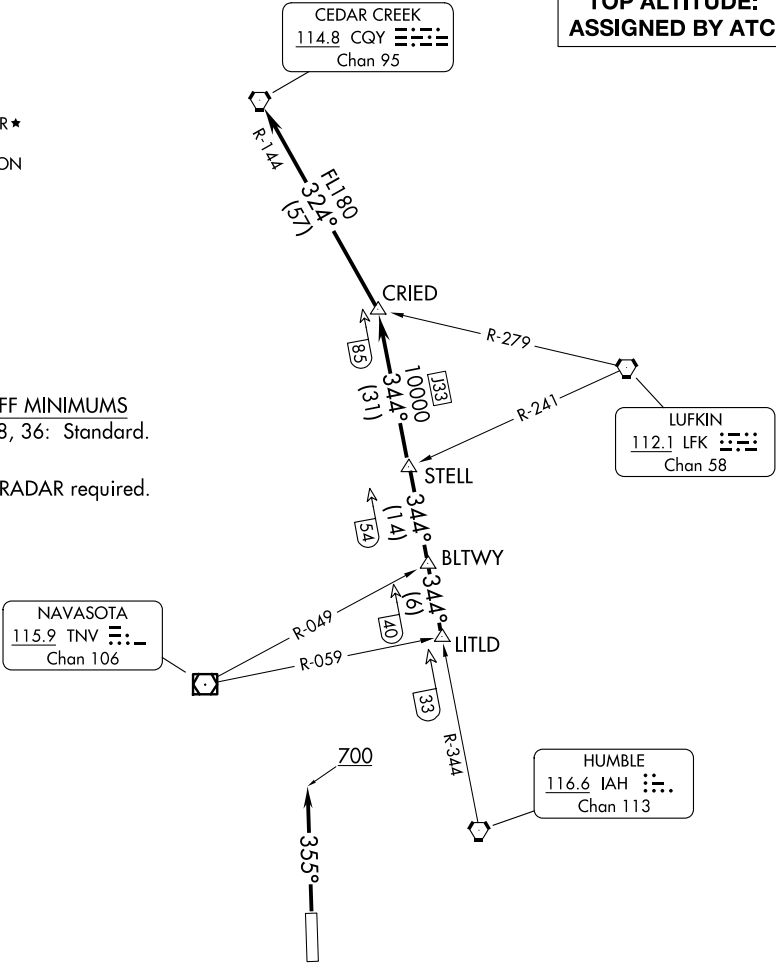 TOP ALTITUDE:
ASSIGNED BY ATC
CEDAR CREEK
114.8 CQY
Chan 95
R★
ON
R-144
FL180
324°
(57)
CRIED
R-279
85
10000
J33
344°
(31)
R-241
LUFKIN
112.1 LFK
Chan 58
FF MINIMUMS
8, 36: Standard.
STELL
RADAR required.
54
344°
(14)
BLTWY
NAVASOTA
115.9 TNV
Chan 106
R-049
344°
(6)
40
R-059
LITLD
33
R-344
700
HUMBLE
116.6 IAH
Chan 113
355°